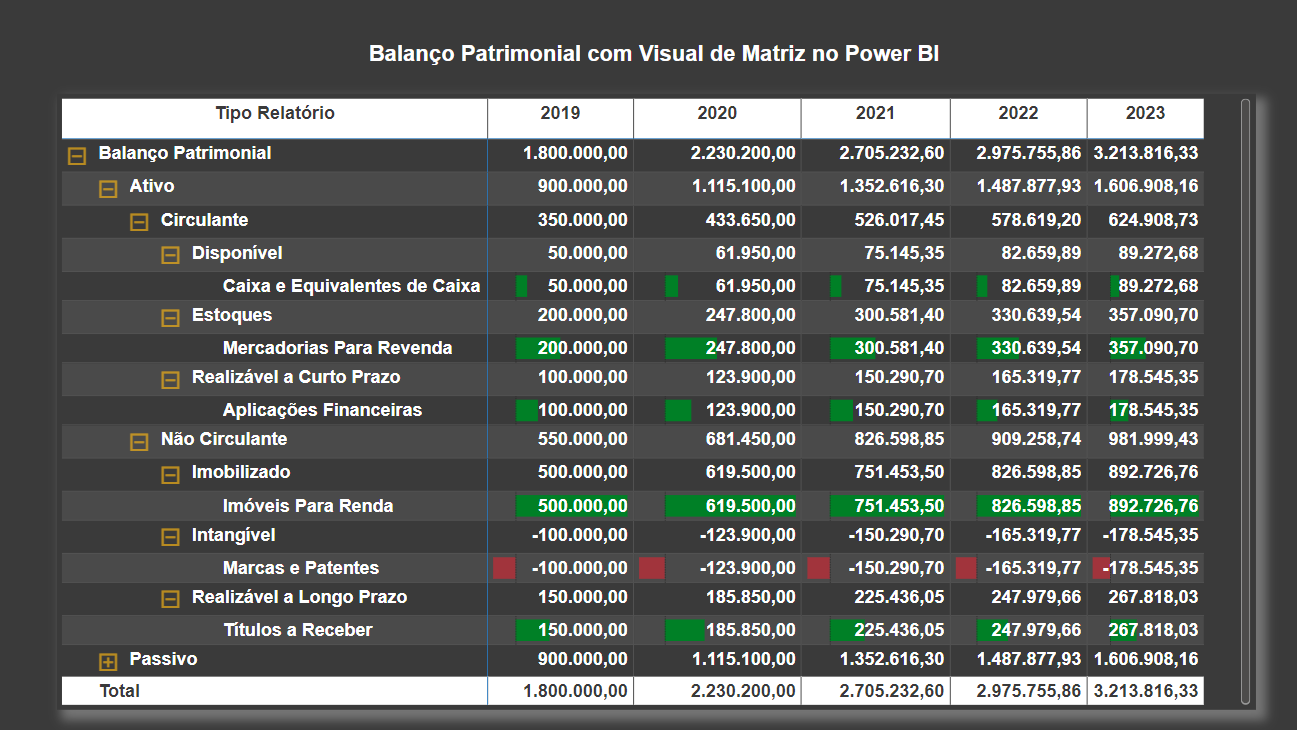 Balanço Patrimonial com Visual de Matriz no Power BI
Tipo Relatório 2019 2020 2021 2022 2023
Balanço Patrimonial 1.800.000,00 2.230.200,00 2.705.232,60 2.975.755,86 3.213.816,33
Ativo 900.000,00 1.115.100,00 1.352.616,30 1.487.877,93 1.606.908,16
Circulante 350.000,00 433.650,00 526.017,45 578.619,20 624.908,73
Disponível 50.000,00 61.950,00 75.145,35 82.659,89 89.272,68
Caixa e Equivalentes de Caixa 50.000,00 61.950,00 75.145,35 82.659,89 89.272,68
Estoques 200.000,00 247.800,00 300.581,40 330.639,54 357.090,70
Mercadorias Para Revenda 200.000,00 247.800,00 300.581,40 330.639,54 357.090,70
Realizável a Curto Prazo 100.000,00 123.900,00 150.290,70 165.319,77 178.545,35
Aplicações Financeiras 100.000,00 123.900,00 150.290,70 165.319,77 178.545,35
Não Circulante 550.000,00 681.450,00 826.598,85 909.258,74 981.999,43
Imobilizado 500.000,00 619.500,00 751.453,50 826.598,85 892.726,76
Imóveis Para Renda 500.000,00 619.500,00 751.453,50 826.598,85 892.726,76
Intangível -100.000,00 -123.900,00 -150.290,70 -165.319,77 -178.545,35
Marcas e Patentes -100.000,00 -123.900,00 -150.290,70 -165.319,77 -178.545,35
Realizável a Longo Prazo 150.000,00 185.850,00 225.436,05 247.979,66 267.818,03
Títulos a Receber 150.000,00 185.850,00 225.436,05 247.979,66 267.818,03
Passivo 900.000,00 1.115.100,00 1.352.616,30 1.487.877,93 1.606.908,16
Total 1.800.000,00 2.230.200,00 2.705.232,60 2.975.755,86 3.213.816,33